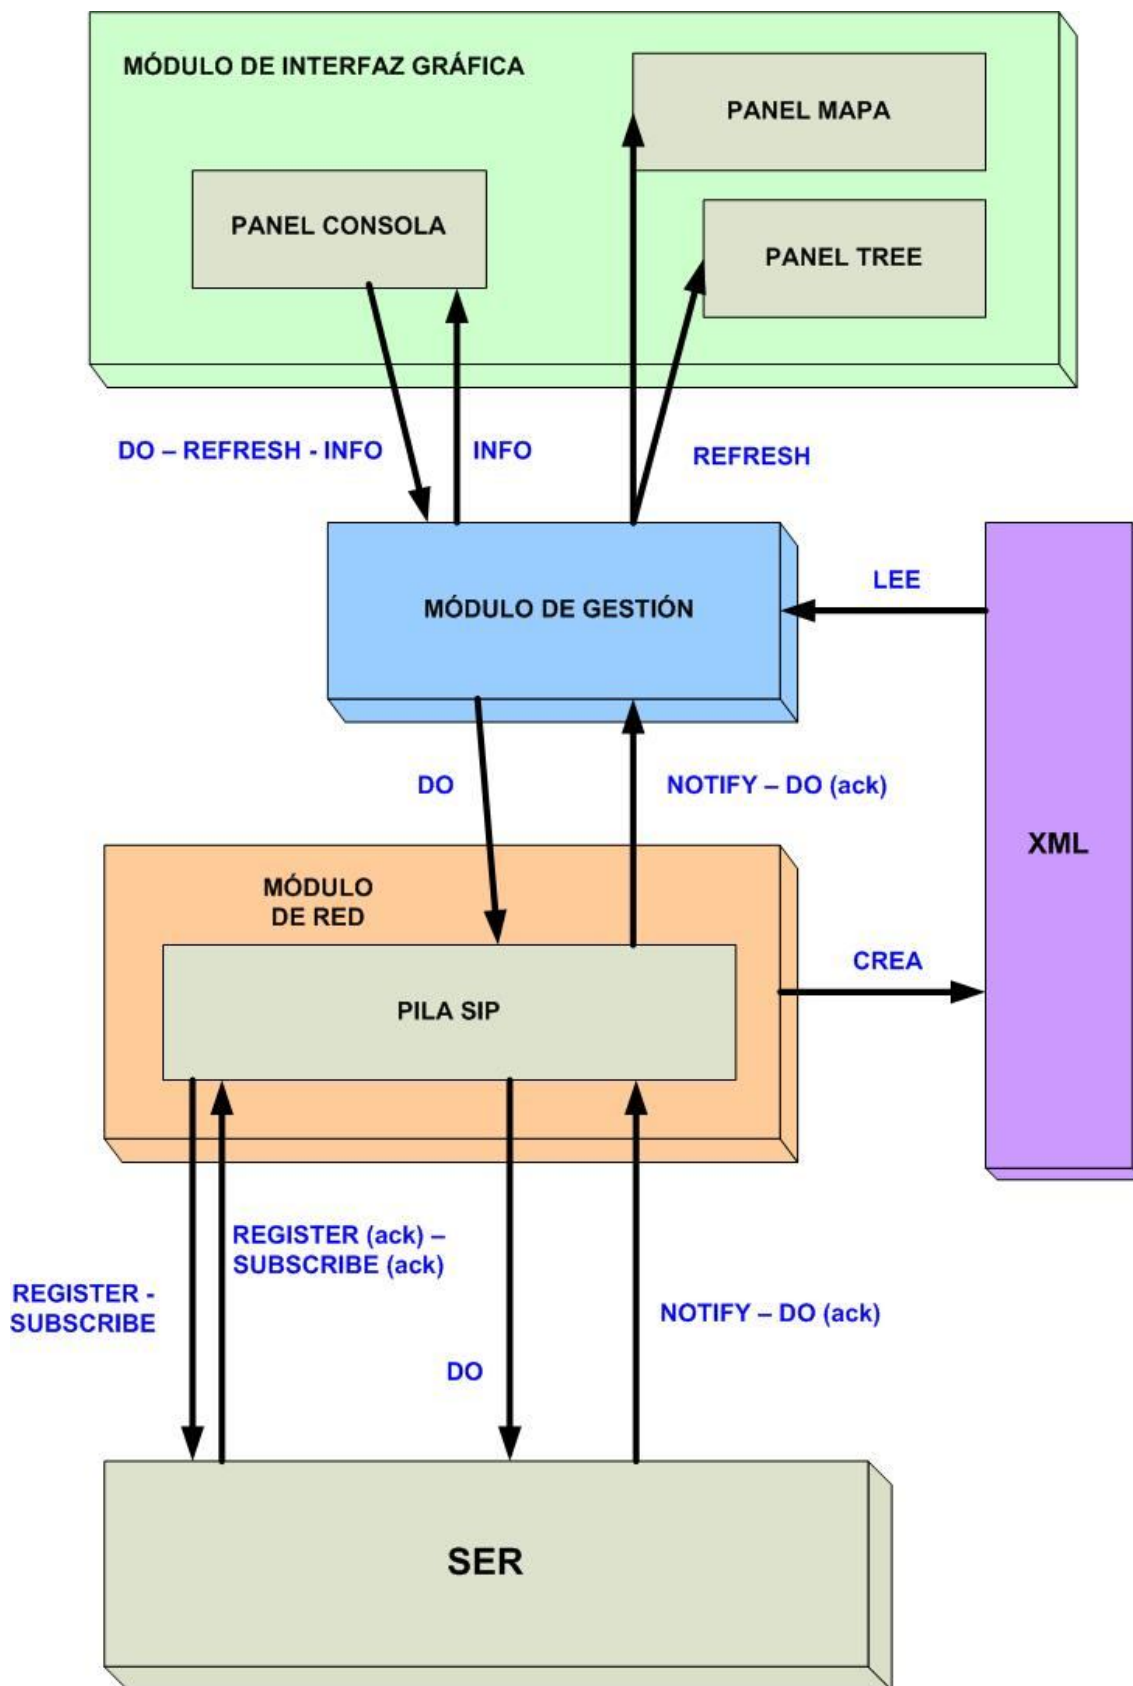 MÓDULO DE INTERFAZ GRÁFICA
PANEL MAPA
PANEL CONSOLA
PANEL TREE
DO – REFRESH - INFO
INFO
REFRESH
LEE
MÓDULO DE GESTIÓN
DO
NOTIFY – DO (ack)
XML
MÓDULO
DE RED
CREA
PILA SIP
REGISTER (ack) –
SUBSCRIBE (ack)
REGISTER -
SUBSCRIBE
NOTIFY – DO (ack)
DO
SER